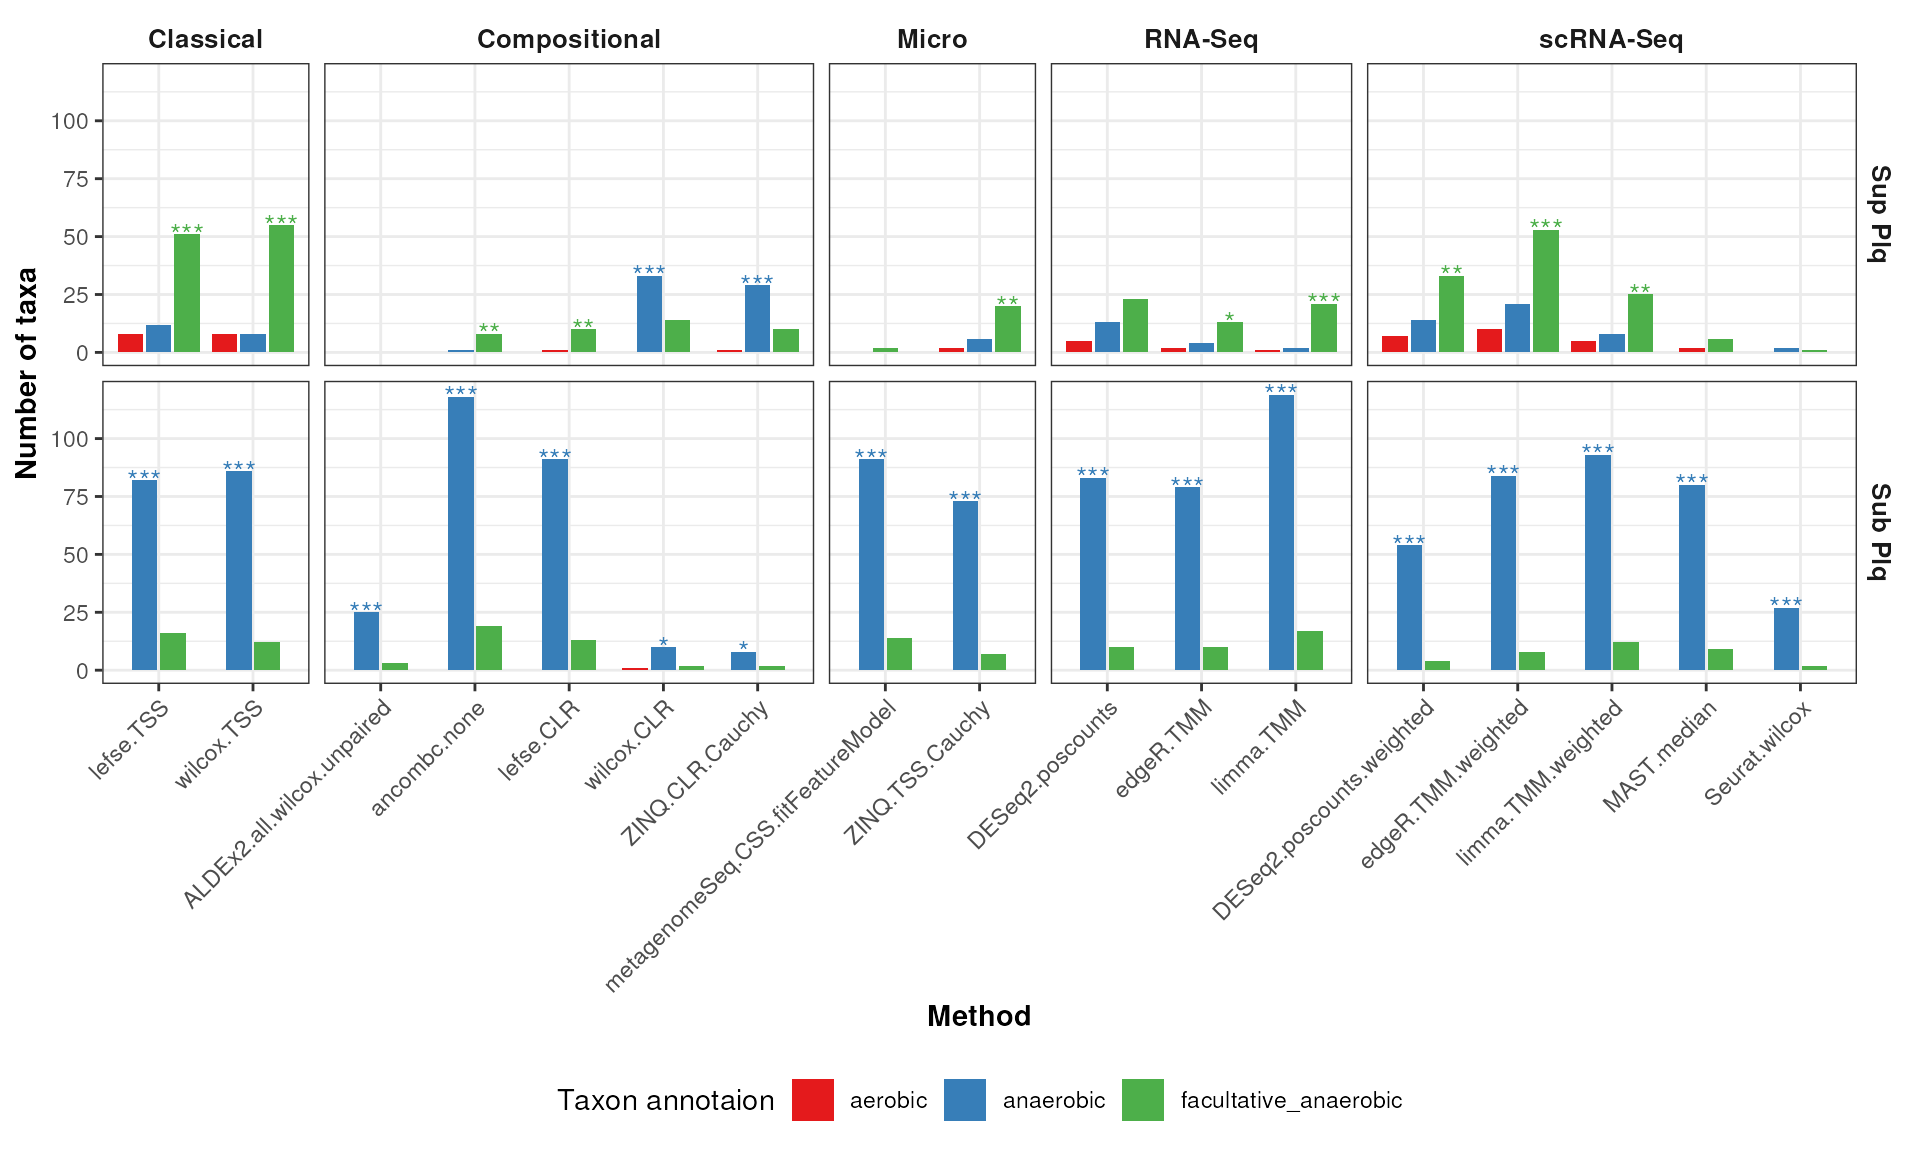 Classical Compositional Micro RNA-Seq scRNA-Seq
Number of taxa
100
75
50
25
0
*** *** ** ** *** *** ** * *** ** *** **
Sup Plq
100
75
50
25
0
*** *** *** *** *** * * *** *** *** *** *** *** *** *** *** ***
Sub Plq
lefse.TSS
wilcox.TSS
ALDEx2.all.wilcox.unpaired
ancombc.none
lefse.CLR
wilcox.CLR
ZINQ.CLR.Cauchy
metagenomeSeq.CSS.fitFeatureModel
ZINQ.TSS.Cauchy
DESeq2.poscounts
edgeR.TMM
limma.TMM
DESeq2.poscounts.weighted
edgeR.TMM.weighted
limma.TMM.weighted
MAST.median
Seurat.wilcox
Method
Taxon annotaion aerobic anaerobic facultative_anaerobic